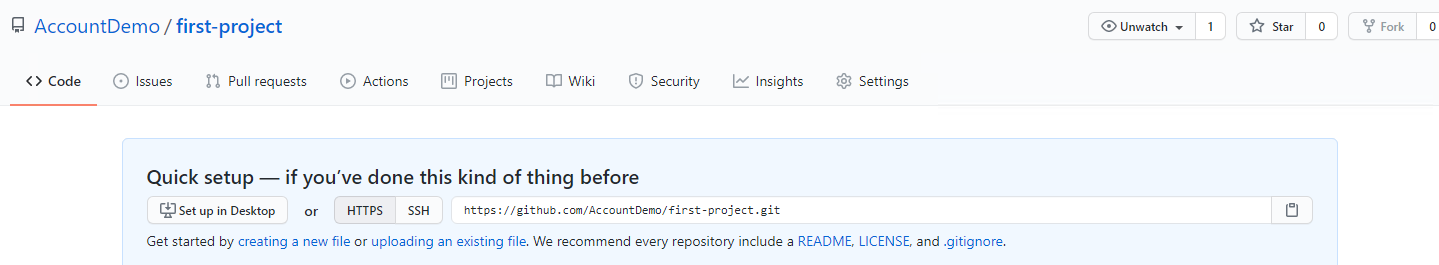 AccountDemo / first-project
Unwatch 1 Star 0 Fork 0
Code Issues Pull requests Actions Projects Wiki Security Insights Settings
Quick setup — if you’ve done this kind of thing before
Set up in Desktop or HTTPS SSH https://github.com/AccountDemo/first-project.git
Get started by creating a new file or uploading an existing file. We recommend every repository include a README, LICENSE, and .gitignore.